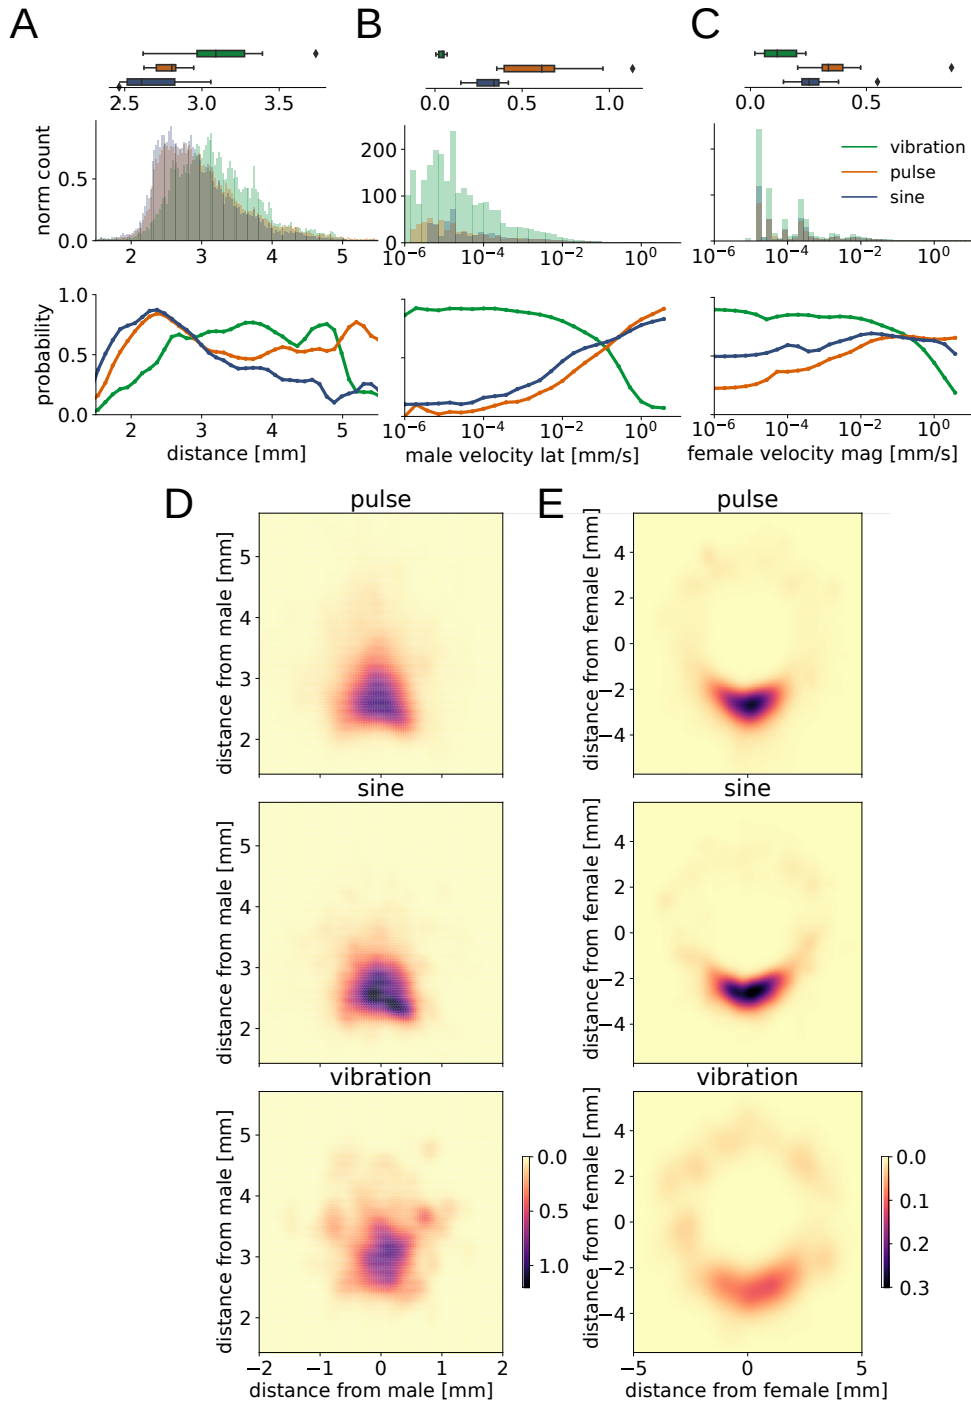 A
B
C
2.5 3.0 3.5
0.0 0.5 1.0
0.0 0.5
norm count
0.5
0.0
2 3 4 5
200
100
0
10⁻⁶ 10⁻⁴ 10⁻² 10⁰
vibration
pulse
sine
10⁻⁶ 10⁻⁴ 10⁻² 10⁰
probability
1.0
0.5
0.0
2 3 4 5
distance [mm]
10⁻⁶ 10⁻⁴ 10⁻² 10⁰
male velocity lat [mm/s]
10⁻⁶ 10⁻⁴ 10⁻² 10⁰
female velocity mag [mm/s]
D
pulse
distance from male [mm]
5
4
3
2
E
pulse
distance from female [mm]
4
2
0
−2
−4
sine
distance from male [mm]
5
4
3
2
sine
distance from female [mm]
4
2
0
−2
−4
vibration
distance from male [mm]
5
4
3
2
−2 −1 0 1 2
distance from male [mm]
0.0
0.5
1.0
vibration
distance from female [mm]
4
2
0
−2
−4
−5 0 5
distance from female [mm]
0.0
0.1
0.2
0.3